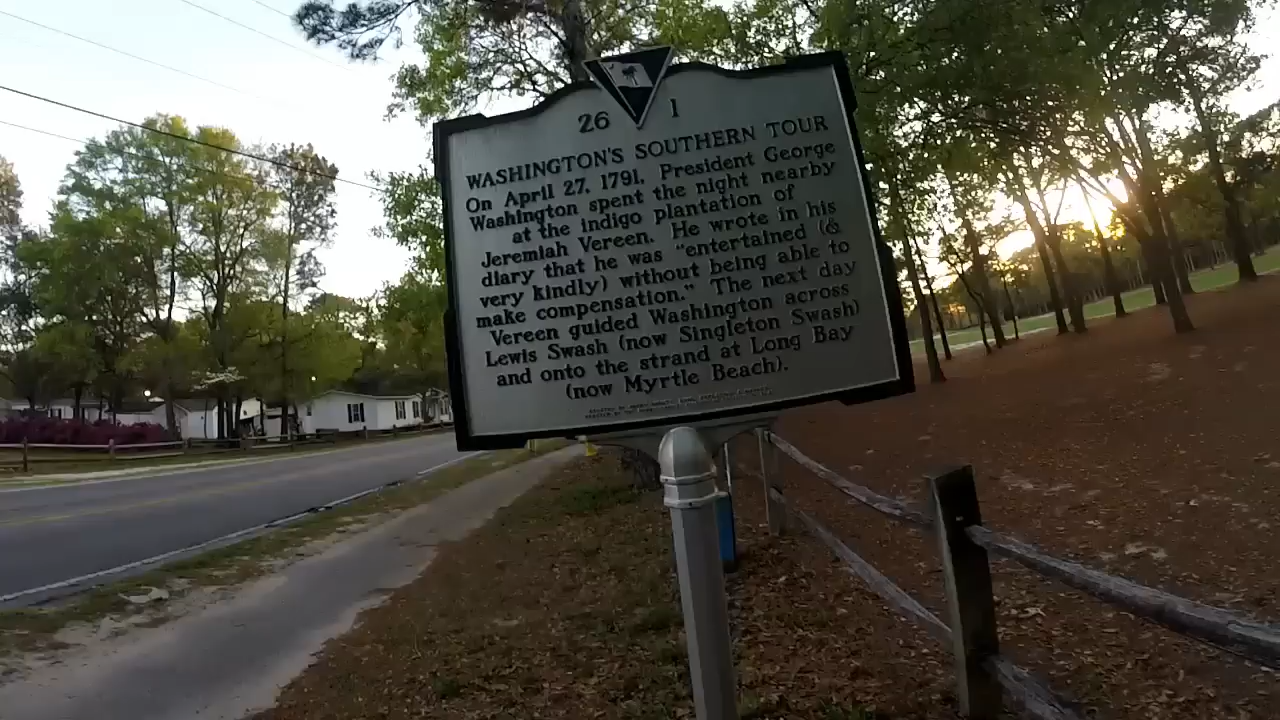 26 1
WASHINGTON'S SOUTHERN TOUR
On April 27, 1791, President George
Washington spent the night nearby
at the indigo plantation of
Jeremiah Vereen. He wrote in his
diary that he was "entertained (&
very kindly) without being able to
make compensation." The next day
Vereen guided Washington across
Lewis Swash (now Singleton Swash)
and onto the strand at Long Bay
(now Myrtle Beach).